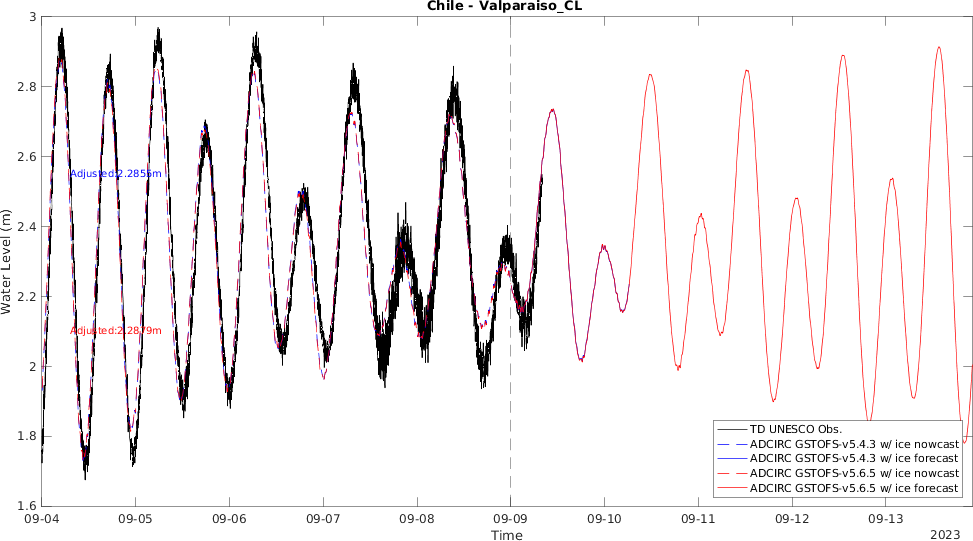 Chile - Valparaiso_CL
3
2.8
2.6
2.4
2.2
2
1.8
1.6
Water Level (m)
Adjusted:2.2855m
Adjusted:2.2879m
TD UNESCO Obs.
ADCIRC GSTOFS-v5.4.3 w/ ice nowcast
ADCIRC GSTOFS-v5.4.3 w/ ice forecast
ADCIRC GSTOFS-v5.6.5 w/ ice nowcast
ADCIRC GSTOFS-v5.6.5 w/ ice forecast
09-04 09-05 09-06 09-07 09-08 09-09 09-10 09-11 09-12 09-13
Time
2023